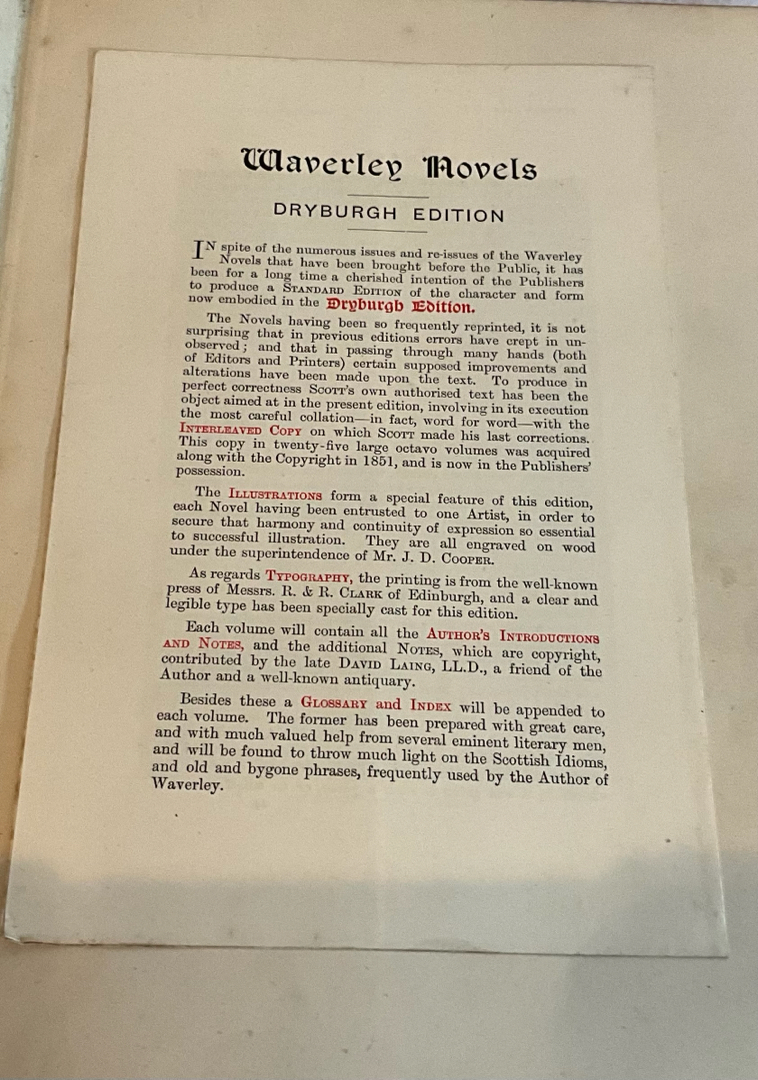 Waverley Novels
DRYBURGH EDITION
IN spite of the numerous issues and re-issues of the Waverley
Novels that have been brought before the Public, it has
been for a long time a cherished intention of the Publishers
to produce a STANDARD EDITION of the character and form
now embodied in the Dryburgh Edition.
The Novels having been so frequently reprinted, it is not
surprising that in previous editions errors have crept in un-
observed; and that in passing through many hands (both
of Editors and Printers) certain supposed improvements and
alterations have been made upon the text. To produce in
perfect correctness SCOTT'S own authorised text has been the
object aimed at in the present edition, involving in its execution
the most careful collation—in fact, word for word—with the
INTERLEAVED COPY on which SCOTT made his last corrections.
This copy in twenty-five large octavo volumes was acquired
along with the Copyright in 1851, and is now in the Publishers'
possession.
The ILLUSTRATIONS form a special feature of this edition,
each Novel having been entrusted to one Artist, in order to
secure that harmony and continuity of expression so essential
to successful illustration. They are all engraved on wood
under the superintendence of Mr. J. D. COOPER.
As regards TYPOGRAPHY, the printing is from the well-known
press of Messrs. R. & R. CLARK of Edinburgh, and a clear and
legible type has been specially cast for this edition.
Each volume will contain all the AUTHOR'S INTRODUCTIONS
AND NOTES, and the additional NOTES, which are copyright,
contributed by the late DAVID LAING, LL.D., a friend of the
Author and a well-known antiquary.
Besides these a GLOSSARY and INDEX will be appended to
each volume. The former has been prepared with great care,
and with much valued help from several eminent literary men,
and will be found to throw much light on the Scottish Idioms,
and old and bygone phrases, frequently used by the Author of
Waverley.